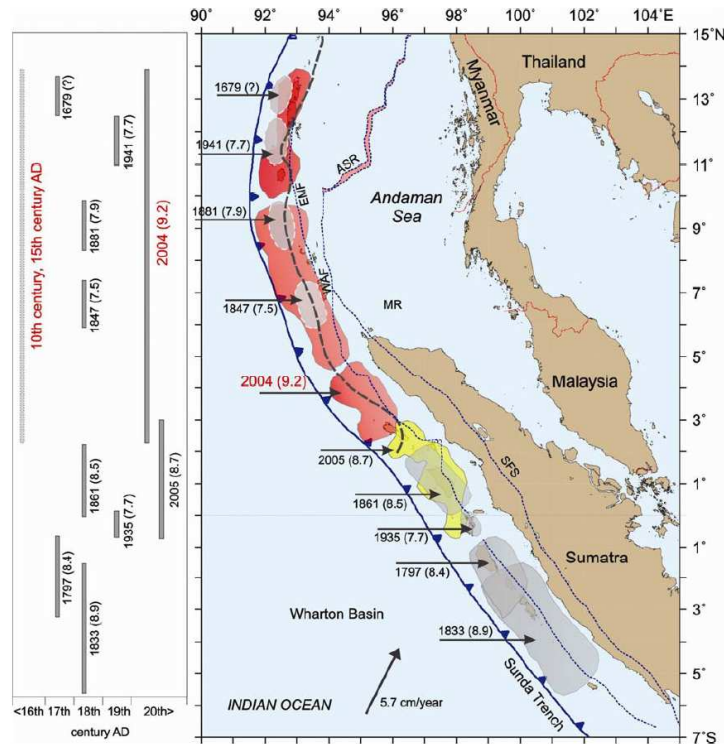 90° 92° 94° 96° 98° 100° 102° 104°E
15°N
13°
11°
9°
7°
5°
3°
1°
1°
3°
5°
7°S
1679 (?)
1941 (7.7)
1881 (7.9)
1847 (7.5)
10th century, 15th century AD
2004 (9.2)
1861 (8.5)
1935 (7.7)
2005 (8.7)
1797 (8.4)
1833 (8.9)
<16th 17th 18th 19th 20th>
century AD
Thailand
Myanmar
1679 (?)
1941 (7.7)
ASR
EMF
Andaman
Sea
1881 (7.9)
WAF
MR
1847 (7.5)
2004 (9.2)
Malaysia
2005 (8.7)
SFS
1861 (8.5)
1935 (7.7)
Sumatra
1797 (8.4)
Wharton Basin
1833 (8.9)
Sunda Trench
INDIAN OCEAN
5.7 cm/year